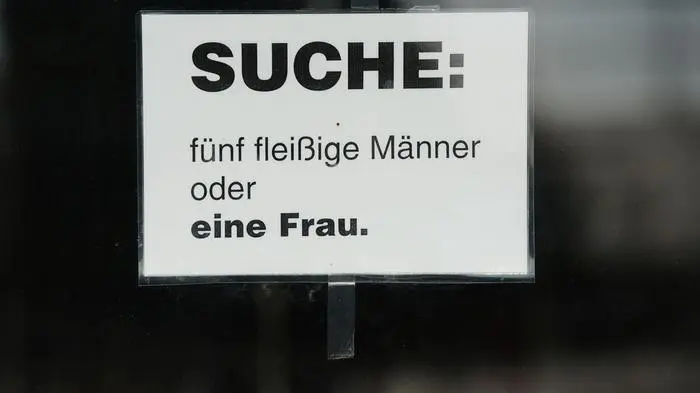 SUCHE:
fünf fleißige Männer
oder
eine Frau.